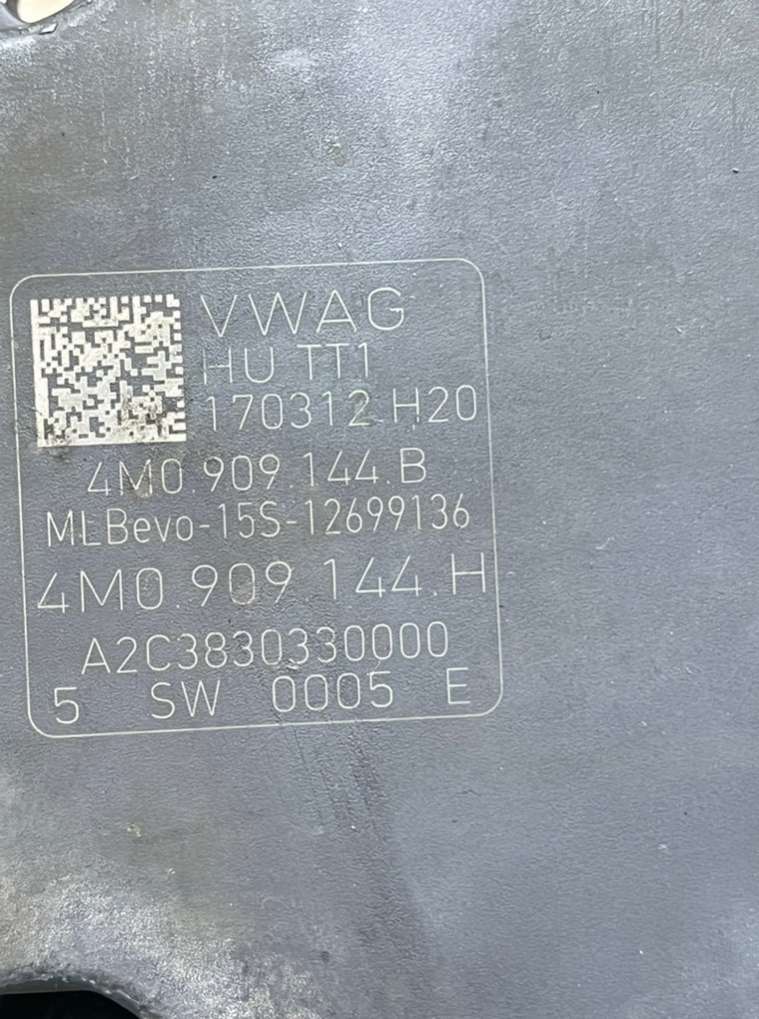 VWAG
HU TT1
170312 H20
4M0.909.144.B
MLBevo-15S-12699136
4M0.909.144.H
A2C3830330000
5 SW 0005 E